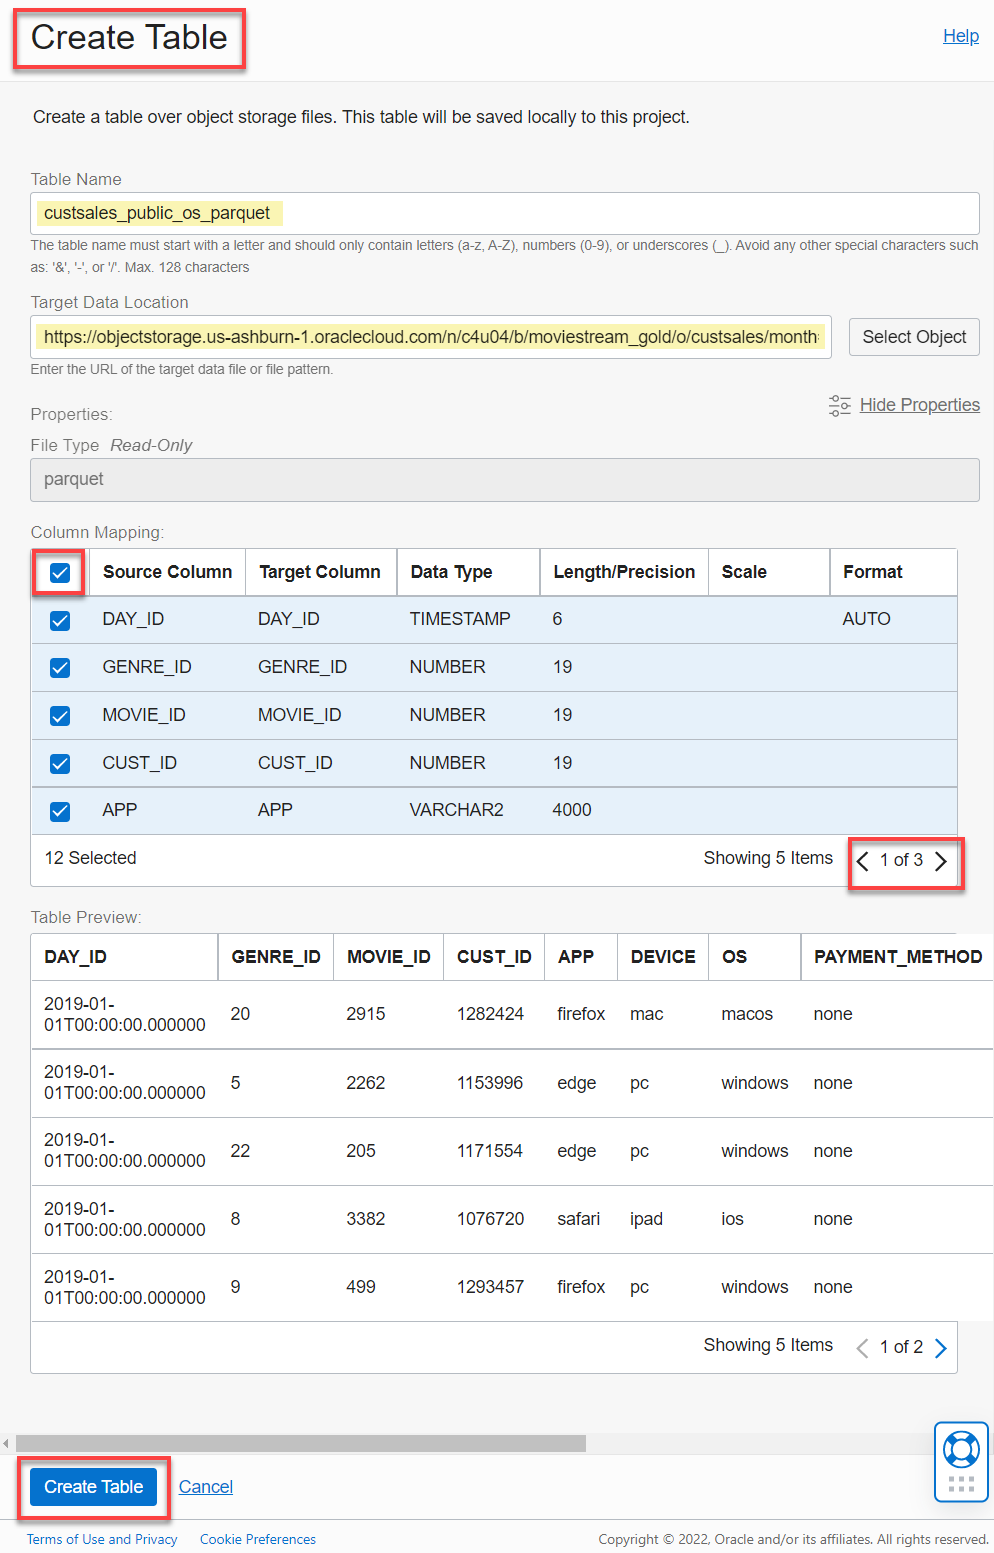 Create Table
Help
Create a table over object storage files. This table will be saved locally to this project.
Table Name
custsales_public_os_parquet
The table name must start with a letter and should only contain letters (a-z, A-Z), numbers (0-9), or underscores (_). Avoid any other special characters such
as: '&', '-', or '/'. Max. 128 characters
Target Data Location
https://objectstorage.us-ashburn-1.oraclecloud.com/n/c4u04/b/moviestream_gold/o/custsales/month
Select Object
Enter the URL of the target data file or file pattern.
Hide Properties
Properties:
File Type Read-Only
parquet
Column Mapping:
Source Column Target Column Data Type Length/Precision Scale Format
DAY_ID DAY_ID TIMESTAMP 6 AUTO
GENRE_ID GENRE_ID NUMBER 19
MOVIE_ID MOVIE_ID NUMBER 19
CUST_ID CUST_ID NUMBER 19
APP APP VARCHAR2 4000
12 Selected Showing 5 Items 1 of 3
Table Preview:
DAY_ID GENRE_ID MOVIE_ID CUST_ID APP DEVICE OS PAYMENT_METHOD
2019-01-
01T00:00:00.000000 20 2915 1282424 firefox mac macos none
2019-01-
01T00:00:00.000000 5 2262 1153996 edge pc windows none
2019-01-
01T00:00:00.000000 22 205 1171554 edge pc windows none
2019-01-
01T00:00:00.000000 8 3382 1076720 safari ipad ios none
2019-01-
01T00:00:00.000000 9 499 1293457 firefox pc windows none
Showing 5 Items 1 of 2
Create Table Cancel
Terms of Use and Privacy Cookie Preferences Copyright © 2022, Oracle and/or its affiliates. All rights reserved.